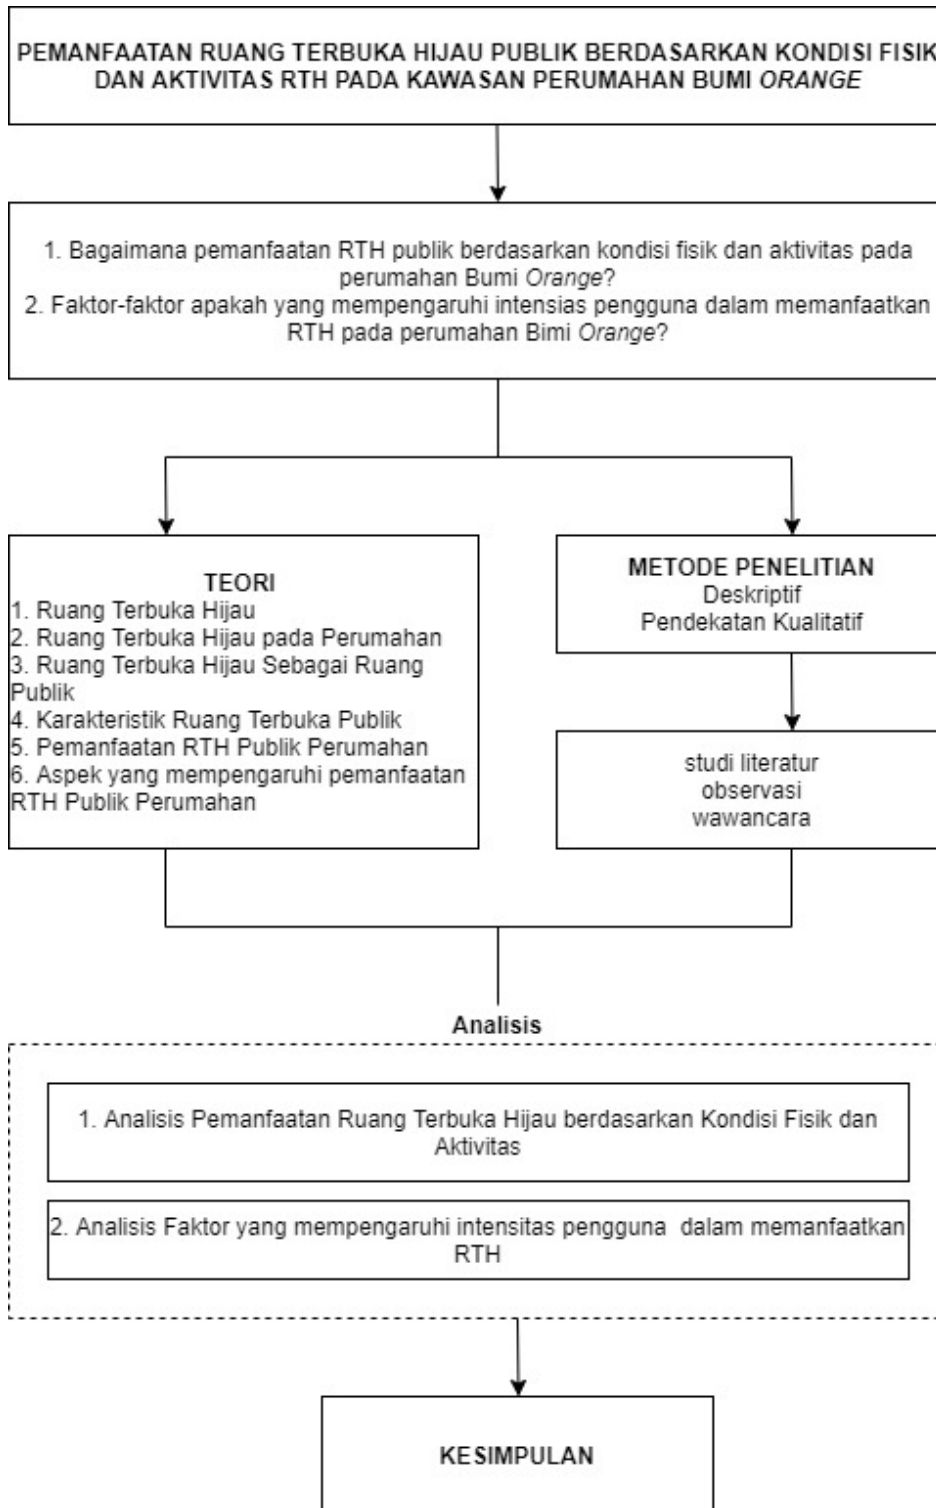 PEMANFAATAN RUANG TERBUKA HIJAU PUBLIK BERDASARKAN KONDISI FISIK
DAN AKTIVITAS RTH PADA KAWASAN PERUMAHAN BUMI ORANGE
1. Bagaimana pemanfaatan RTH publik berdasarkan kondisi fisik dan aktivitas pada
perumahan Bumi Orange?
2. Faktor-faktor apakah yang mempengaruhi intensias pengguna dalam memanfaatkan
RTH pada perumahan Bimi Orange?
TEORI
1. Ruang Terbuka Hijau
2. Ruang Terbuka Hijau pada Perumahan
3. Ruang Terbuka Hijau Sebagai Ruang
Publik
4. Karakteristik Ruang Terbuka Publik
5. Pemanfaatan RTH Publik Perumahan
6. Aspek yang mempengaruhi pemanfaatan
RTH Publik Perumahan
METODE PENELITIAN
Deskriptif
Pendekatan Kualitatif
studi literatur
observasi
wawancara
Analisis
1. Analisis Pemanfaatan Ruang Terbuka Hijau berdasarkan Kondisi Fisik dan
Aktivitas
2. Analisis Faktor yang mempengaruhi intensitas pengguna  dalam memanfaatkan
RTH
KESIMPULAN